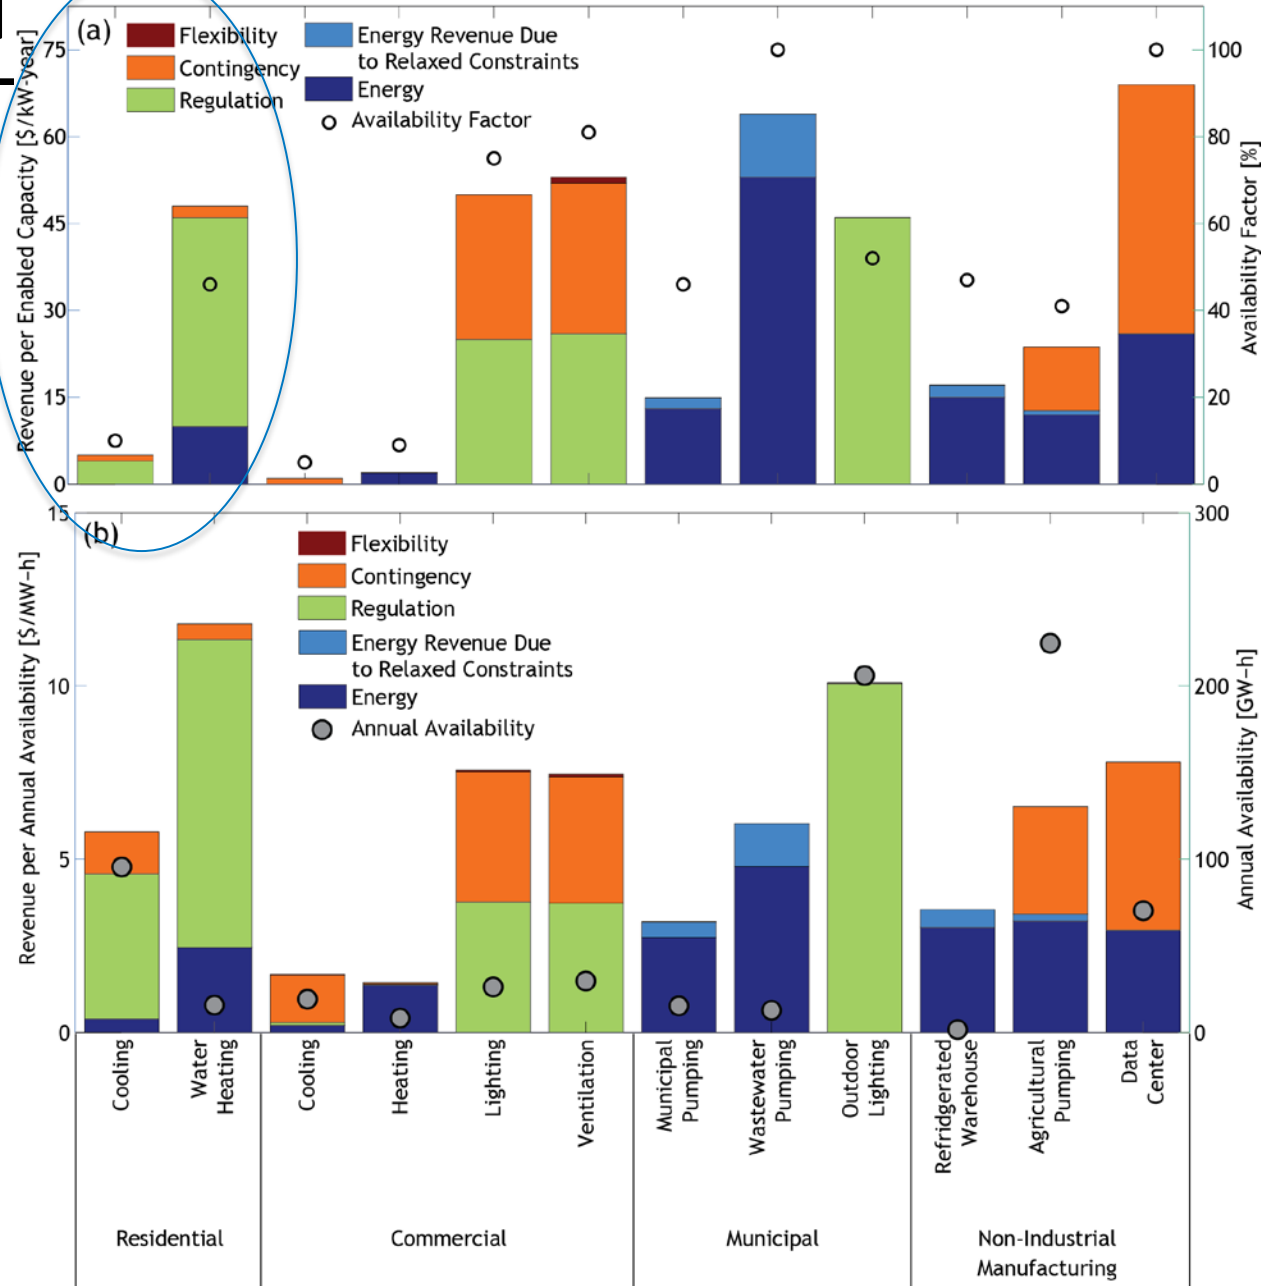 (a)
Flexibility
Contingency
Regulation
Energy Revenue Due
to Relaxed Constraints
Energy
Availability Factor
Revenue per Enabled Capacity [$/kW-year]
75
60
45
30
15
0
Availability Factor [%]
100
80
60
40
20
0
(b)
Flexibility
Contingency
Regulation
Energy Revenue Due
to Relaxed Constraints
Energy
Annual Availability
Revenue per Annual Availability [$/MW-h]
15
10
5
0
Annual Availability [GW-h]
300
200
100
0
Cooling
Water
Heating
Cooling
Heating
Lighting
Ventilation
Municipal
Pumping
Wastewater
Pumping
Outdoor
Lighting
Refridgerated
Warehouse
Agricultural
Pumping
Data
Center
Residential
Commercial
Municipal
Non-Industrial
Manufacturing